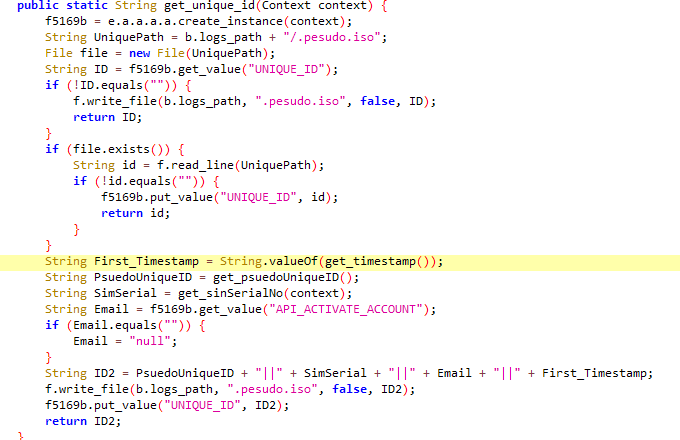 public static String get_unique_id(Context context) {
f5169b = e.a.a.a.a.create_instance(context);
String UniquePath = b.logs_path + "/.pesudo.iso";
File file = new File(UniquePath);
String ID = f5169b.get_value("UNIQUE_ID");
if (!ID.equals("")) {
f.write_file(b.logs_path, ".pesudo.iso", false, ID);
return ID;
}
if (file.exists()) {
String id = f.read_line(UniquePath);
if (!id.equals("")) {
f5169b.put_value("UNIQUE_ID", id);
return id;
}
}
String First_Timestamp = String.valueOf(get_timestamp());
String PsuedoUniqueID = get_psuedoUniqueID();
String SimSerial = get_sinSerialNo(context);
String Email = f5169b.get_value("API_ACTIVATE_ACCOUNT");
if (Email.equals("")) {
Email = "null";
}
String ID2 = PsuedoUniqueID + "||" + SimSerial + "||" + Email + "||" + First_Timestamp;
f.write_file(b.logs_path, ".pesudo.iso", false, ID2);
f5169b.put_value("UNIQUE_ID", ID2);
return ID2;
}